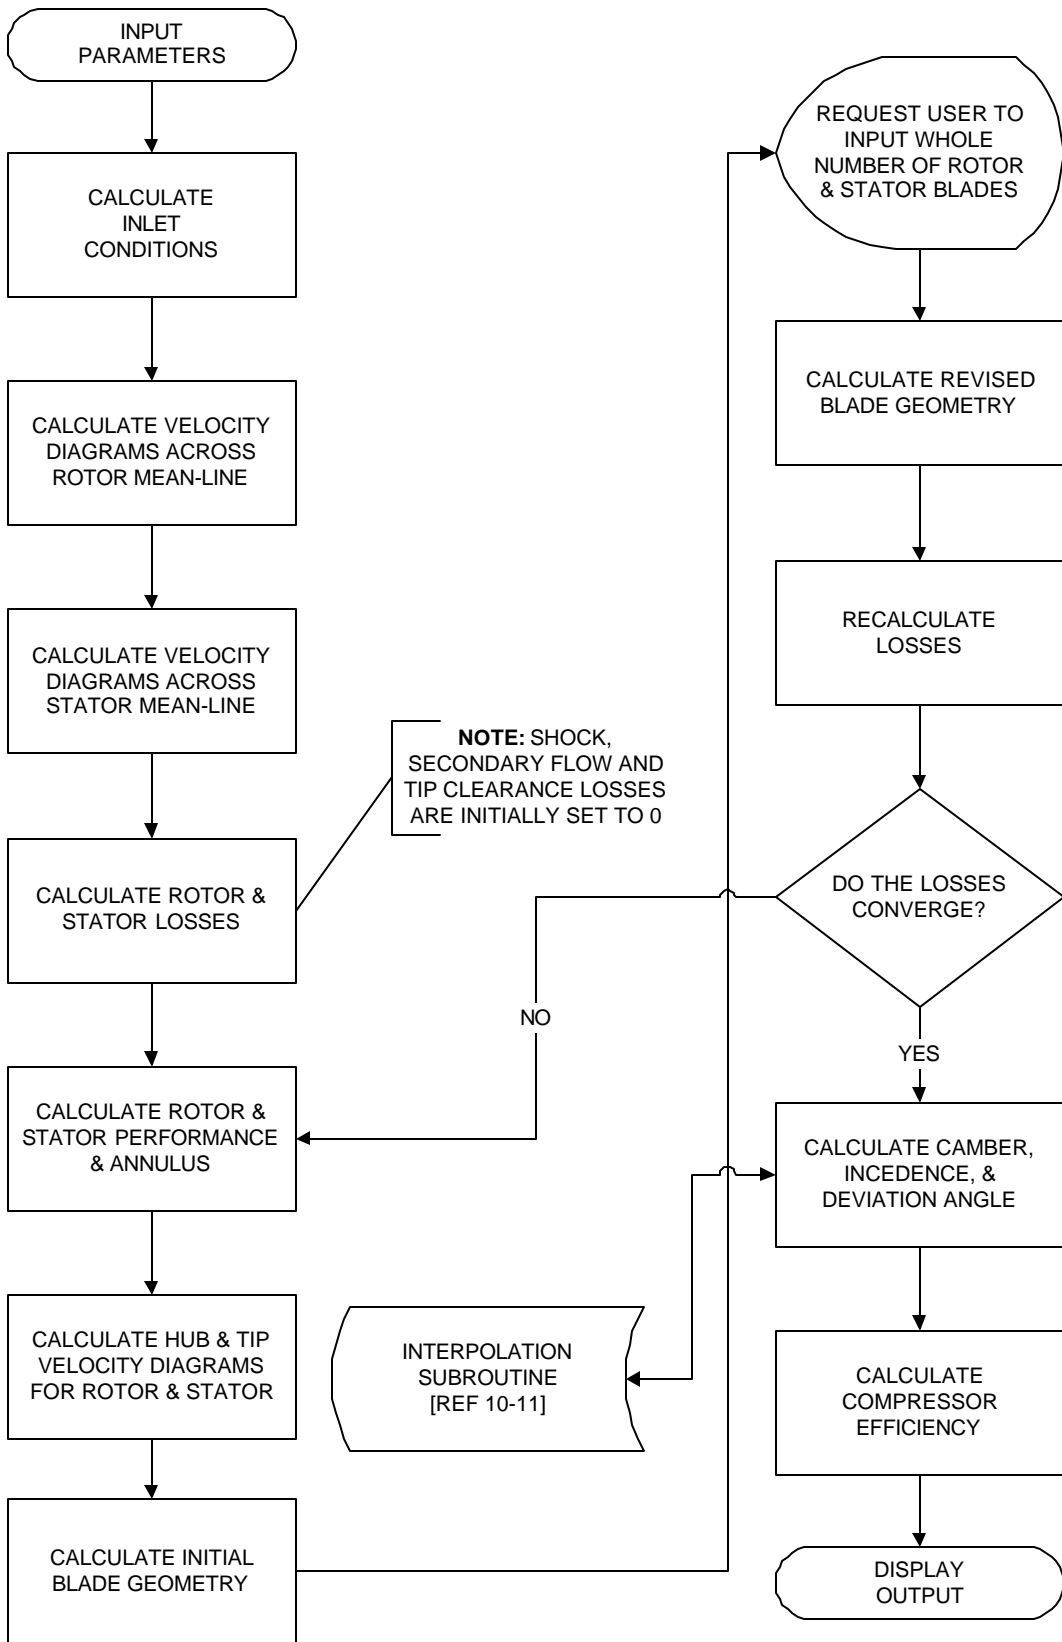 INPUT
PARAMETERS
CALCULATE
INLET
CONDITIONS
CALCULATE VELOCITY
DIAGRAMS ACROSS
ROTOR MEAN-LINE
CALCULATE VELOCITY
DIAGRAMS ACROSS
STATOR MEAN-LINE
NOTE: SHOCK,
SECONDARY FLOW AND
TIP CLEARANCE LOSSES
ARE INITIALLY SET TO 0
CALCULATE ROTOR &
STATOR LOSSES
CALCULATE ROTOR &
STATOR PERFORMANCE
& ANNULUS
CALCULATE HUB & TIP
VELOCITY DIAGRAMS
FOR ROTOR & STATOR
CALCULATE INITIAL
BLADE GEOMETRY
REQUEST USER TO
INPUT WHOLE
NUMBER OF ROTOR
& STATOR BLADES
CALCULATE REVISED
BLADE GEOMETRY
RECALCULATE
LOSSES
DO THE LOSSES
CONVERGE?
NO
YES
CALCULATE CAMBER,
INCEDENCE, &
DEVIATION ANGLE
INTERPOLATION
SUBROUTINE
[REF 10-11]
CALCULATE
COMPRESSOR
EFFICIENCY
DISPLAY
OUTPUT